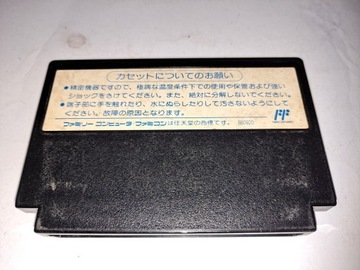 カセットについてのお願い
●精密機器ですので、極端な温度条件下での使用や保管および強い
ショックをさけてください。また、絶対に分解しないでください。
●端子部に手を触れたり、水にぬらしたりして汚さないようにして
ください。故障の原因となります。
ファミリーコンピュータ ファミコンは任天堂の商標です。